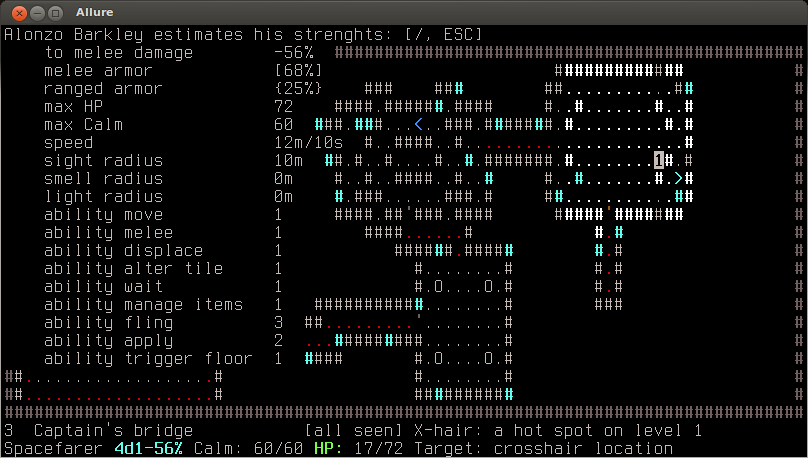 Allure
Alonzo Barkley estimates his strenghts: [/, ESC]
to melee damage -56%
melee armor [68%]
ranged armor {25%}
max HP 72
max Calm 60
speed 12m/10s
sight radius 10m
smell radius 0m
light radius 0m
ability move 1
ability melee 1
ability displace 1
ability alter tile 1
ability wait 1
ability manage items 1
ability fling 3
ability apply 2
ability trigger floor 1
3 Captain's bridge [all seen] X-hair: a hot spot on level 1
Spacefarer 4d1-56% Calm: 60/60 HP: 17/72 Target: crosshair location